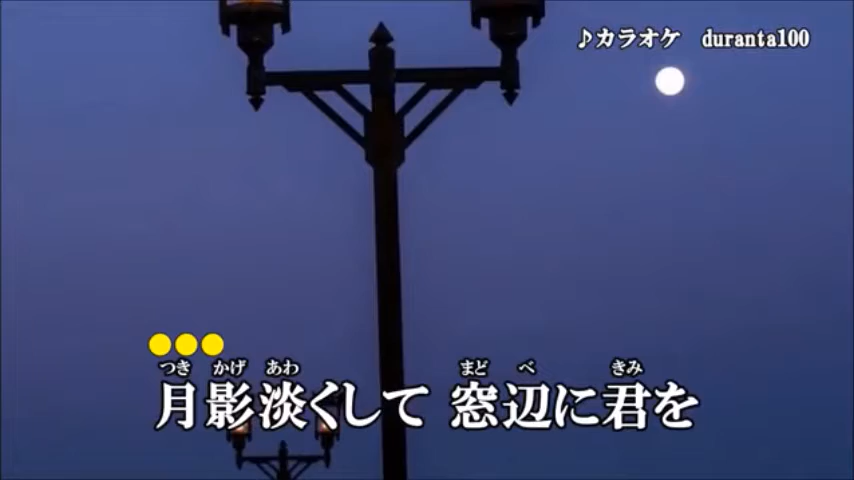 ♪カラオケ duranta100
つき かげ あわ まど べ きみ
月影淡くして 窓辺に君を